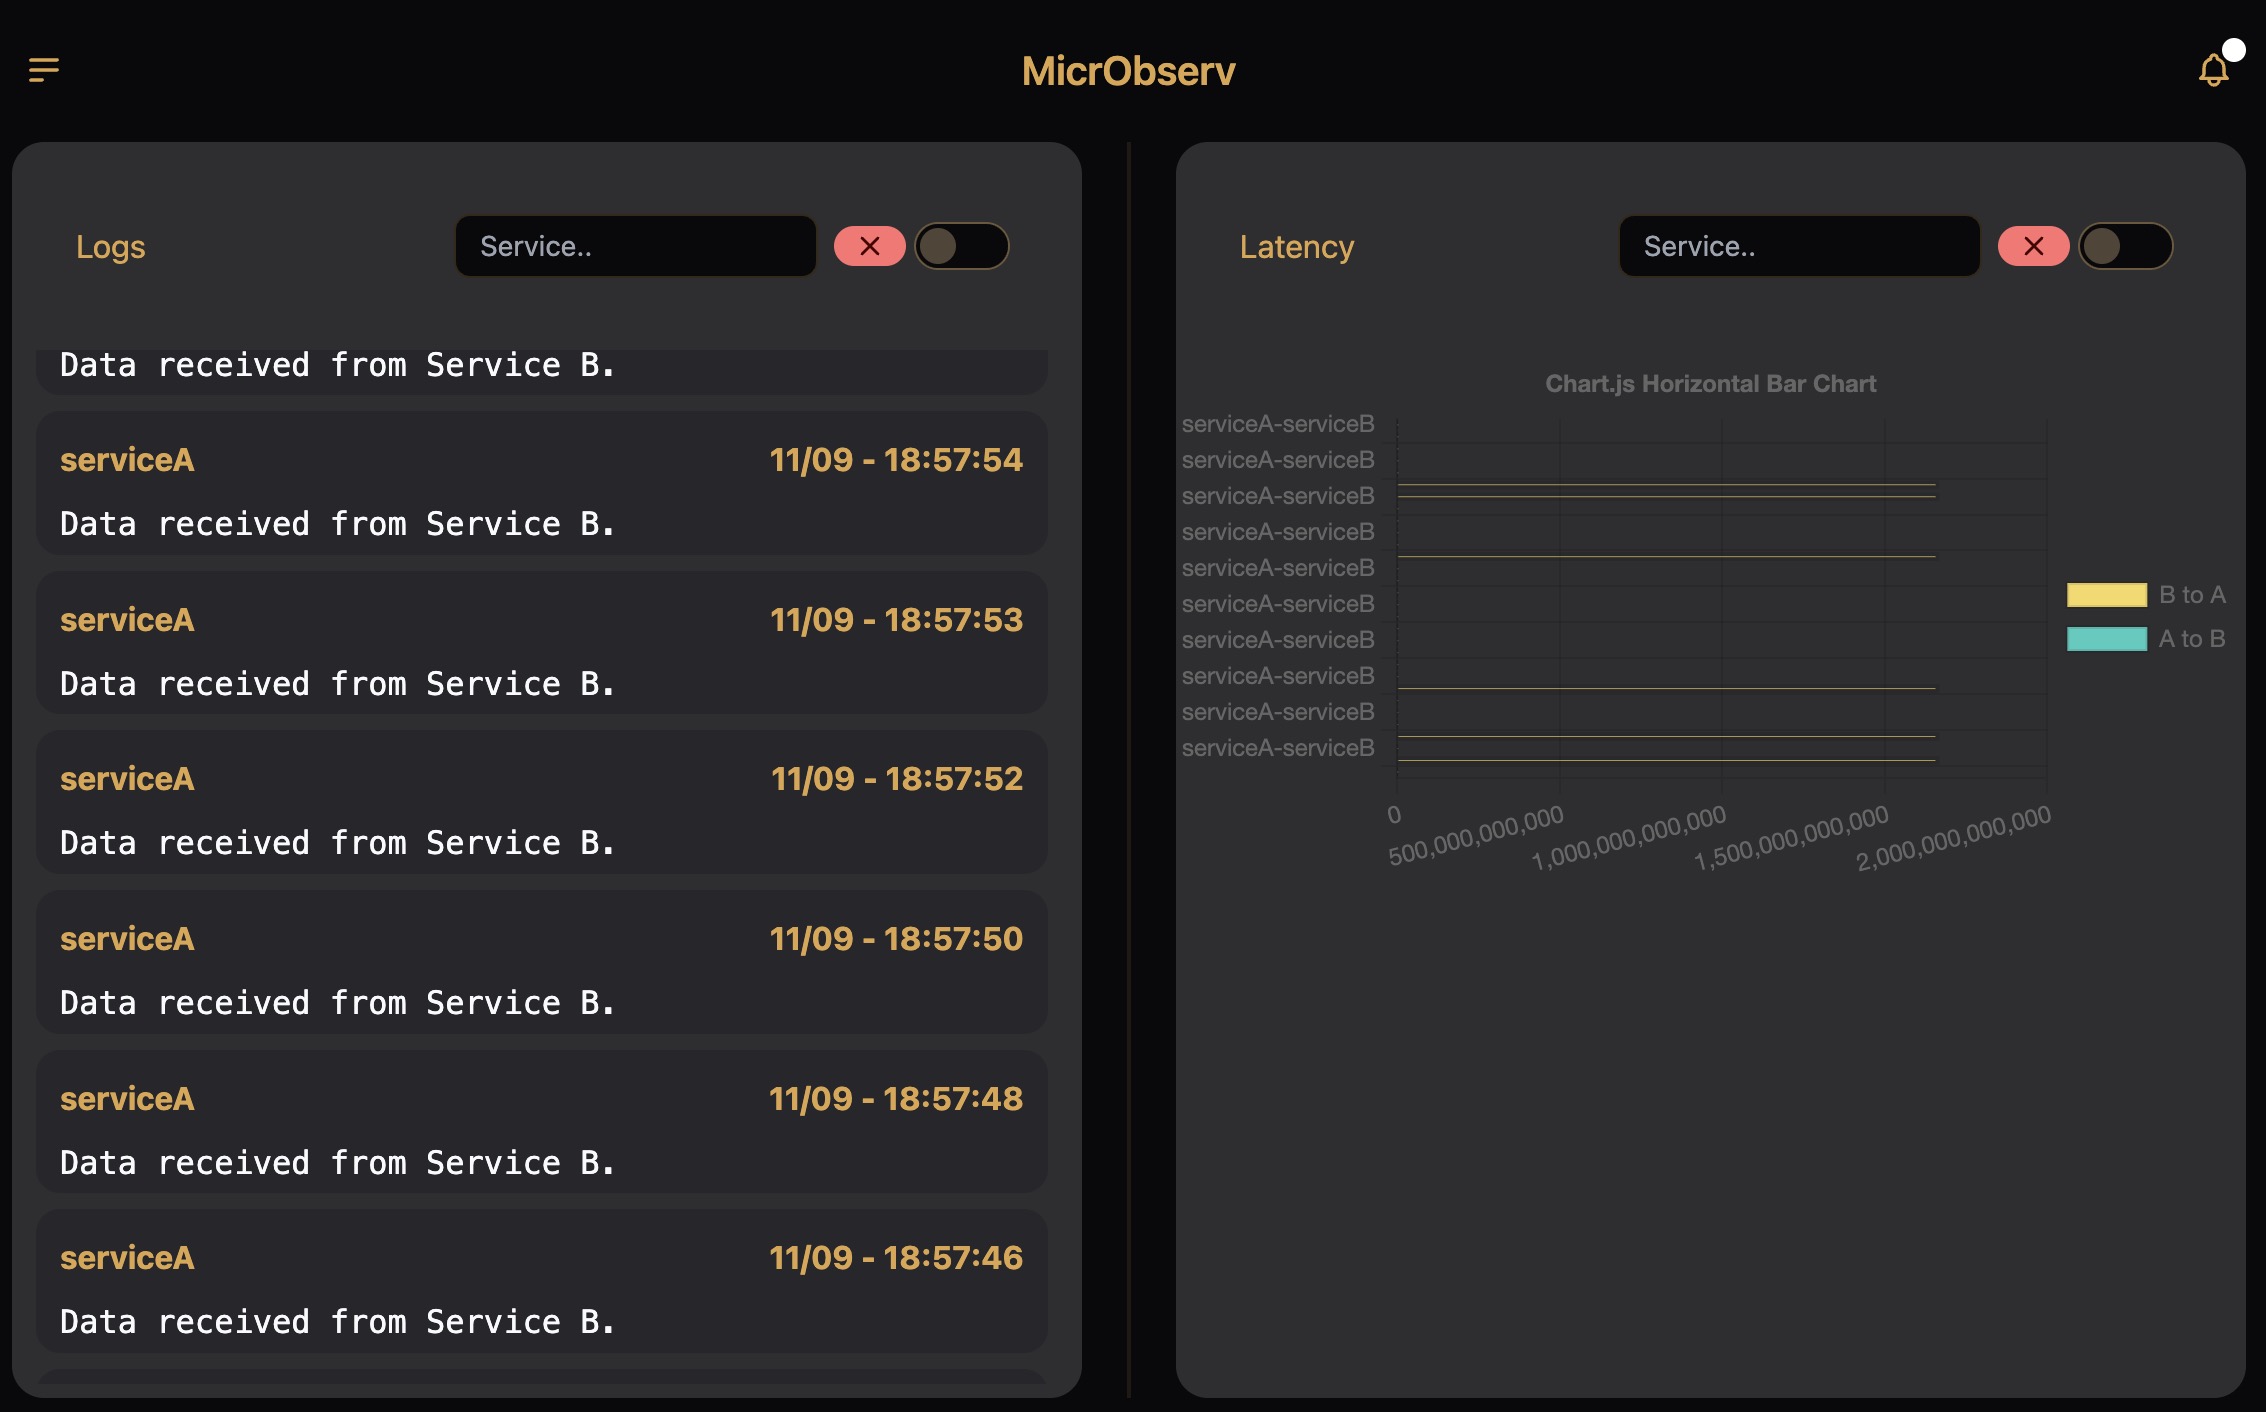 MicrObserv
Logs
Service..
Data received from Service B.
serviceA 11/09 - 18:57:54
Data received from Service B.
serviceA 11/09 - 18:57:53
Data received from Service B.
serviceA 11/09 - 18:57:52
Data received from Service B.
serviceA 11/09 - 18:57:50
Data received from Service B.
serviceA 11/09 - 18:57:48
Data received from Service B.
serviceA 11/09 - 18:57:46
Data received from Service B.
Latency
Service..
Chart.js Horizontal Bar Chart
serviceA-serviceB
serviceA-serviceB
serviceA-serviceB
serviceA-serviceB
serviceA-serviceB
serviceA-serviceB
serviceA-serviceB
serviceA-serviceB
serviceA-serviceB
serviceA-serviceB
0
500,000,000,000
1,000,000,000,000
1,500,000,000,000
2,000,000,000,000
B to A
A to B